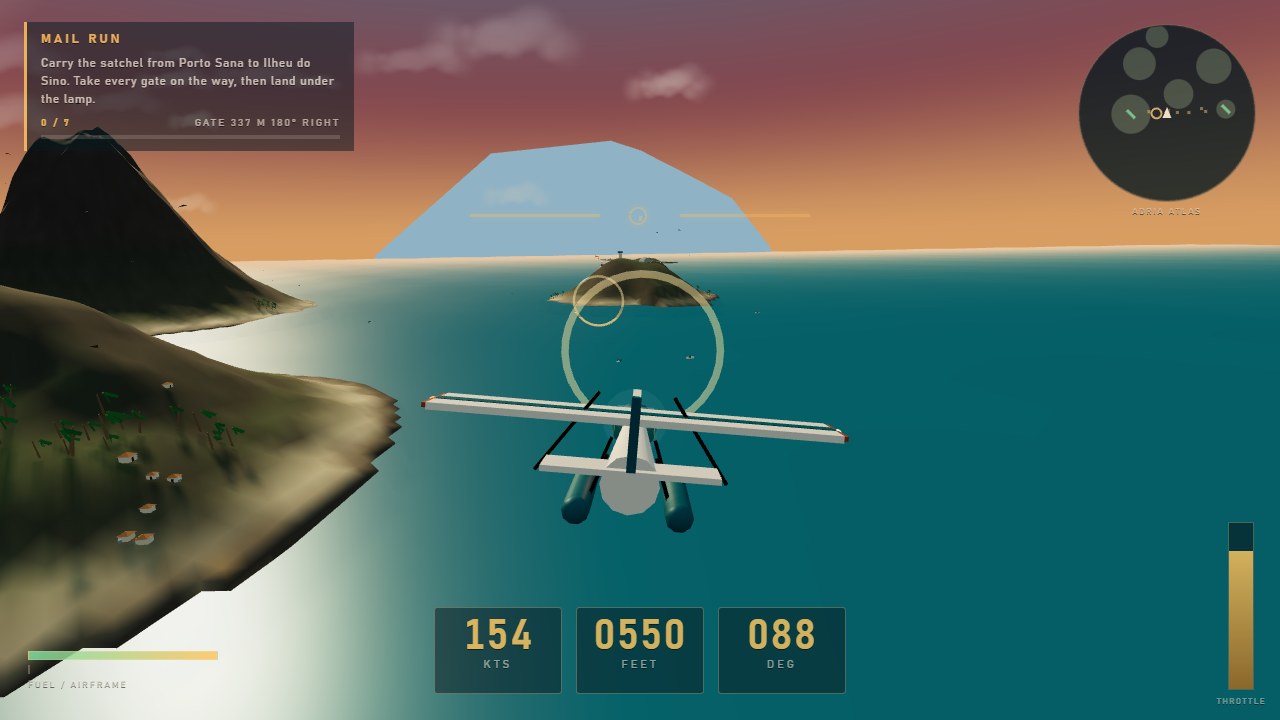 MAIL RUN
Carry the satchel from Porto Sana to Ilheu do
Sino. Take every gate on the way, then land under
the lamp.
0 / 7 GATE 337 M 180° RIGHT
ADRIA ATLAS
154
KTS
0550
FEET
088
DEG
FUEL / AIRFRAME
THROTTLE